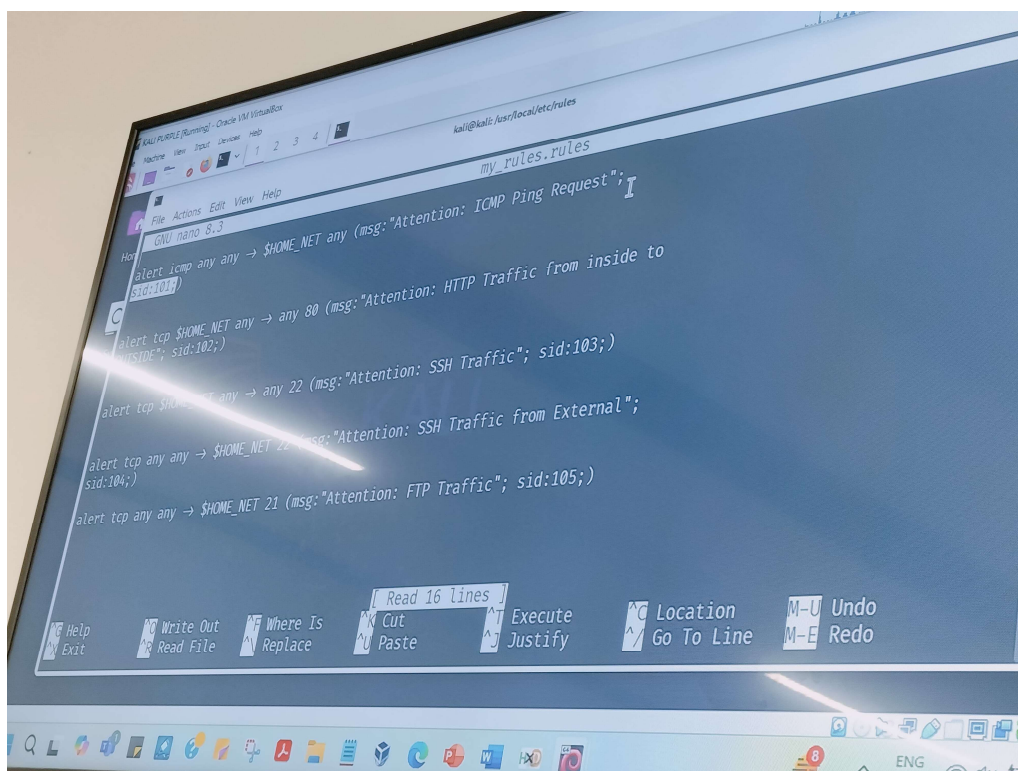 KALI PURPLE [Running] - Oracle VM VirtualBox
Machine View Input Devices Help
1 2 3 4
kali@kali: /usr/local/etc/rules
File Actions Edit View Help
GNU nano 8.3 my_rules.rules
alert icmp any any → $HOME_NET any (msg:"Attention: ICMP Ping Request";
sid:101;)
alert tcp $HOME_NET any → any 80 (msg:"Attention: HTTP Traffic from inside to
OUTSIDE"; sid:102;)
alert tcp $HOME_NET any → any 22 (msg:"Attention: SSH Traffic"; sid:103;)
alert tcp any any → $HOME_NET 22 (msg:"Attention: SSH Traffic from External";
sid:104;)
alert tcp any any → $HOME_NET 21 (msg:"Attention: FTP Traffic"; sid:105;)
KALI
[ Read 16 lines ]
^G Help ^O Write Out ^F Where Is ^K Cut ^T Execute ^C Location M-U Undo
^X Exit ^R Read File ^\ Replace ^U Paste ^J Justify ^/ Go To Line M-E Redo
8
ENG